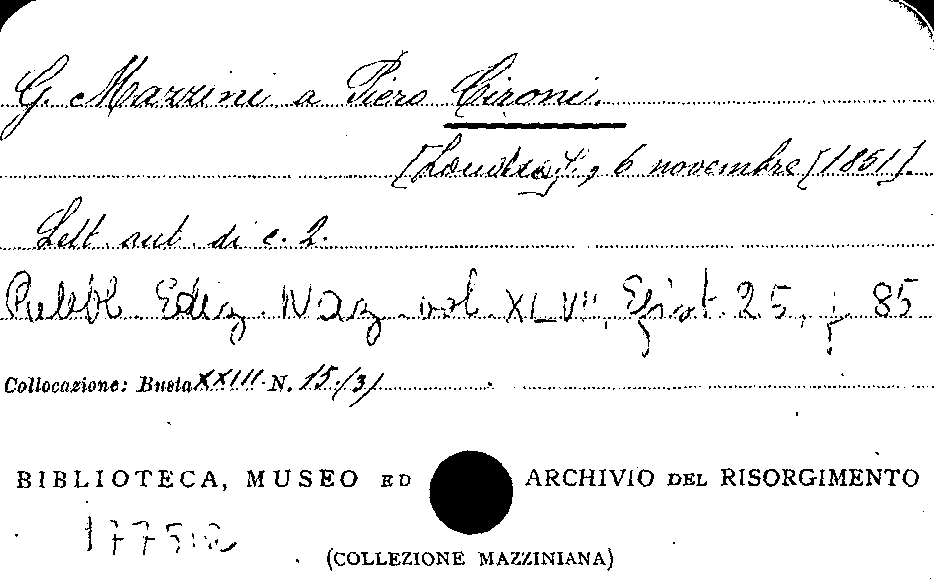 G. Mazzini a Piero Cironi.
[Londra], 6 novembre [1851].
Lett. aut. di c. 2.
Pubbl. Ediz. Naz. vol. XLVII, Epist. 25, p. 85
Collocazione: Busta XXIII N. 15/3)
BIBLIOTECA, MUSEO ED ARCHIVIO DEL RISORGIMENTO
(COLLEZIONE MAZZINIANA)